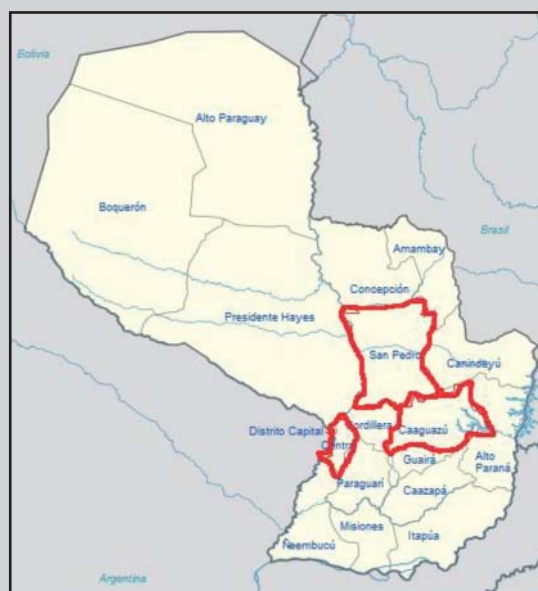 Bolivia
Alto Paraguay
Boquerón
Amambay
Brasil
Concepción
Presidente Hayes
San Pedro
Canindeyú
Distrito Capital
Cordillera
Central
Caaguazú
Guairá
Alto
Paraná
Paraguarí
Caazapá
Misiones
Itapúa
Ñeembucú
Argentina